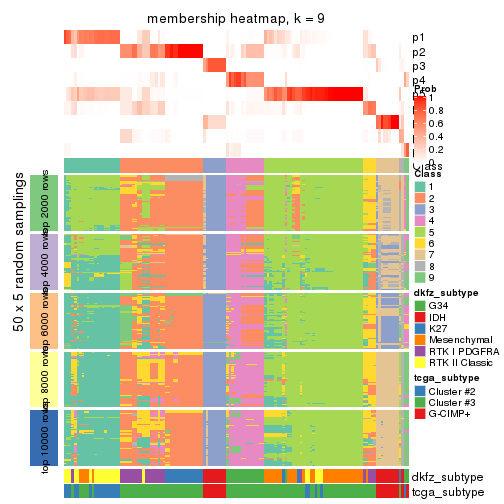 membership heatmap, k = 9
p1
p2
p3
p4
Prob
1
0.8
0.6
0.4
0.2
0
Class
Class
1
2
3
4
5
6
7
8
9
50 x 5 random samplings
top 2000 rows
top 4000 rows
top 6000 rows
top 8000 rows
top 10000 rows
dkfz_subtype
G34
IDH
K27
Mesenchymal
RTK I PDGFRA
RTK II Classic
tcga_subtype
Cluster #2
Cluster #3
G-CIMP+
dkfz_subtype
tcga_subtype